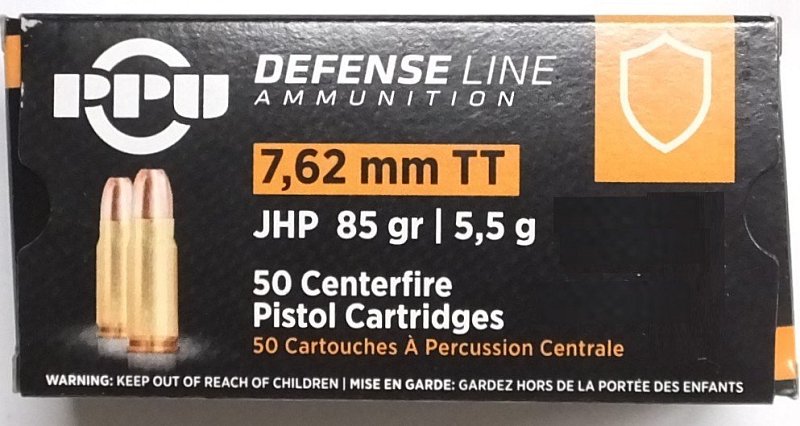 PPU
DEFENSE LINE
AMMUNITION
7,62 mm TT
JHP 85 gr | 5,5 g
50 Centerfire
Pistol Cartridges
50 Cartouches À Percussion Centrale
WARNING: KEEP OUT OF REACH OF CHILDREN | MISE EN GARDE: GARDEZ HORS DE LA PORTÉE DES ENFANTS